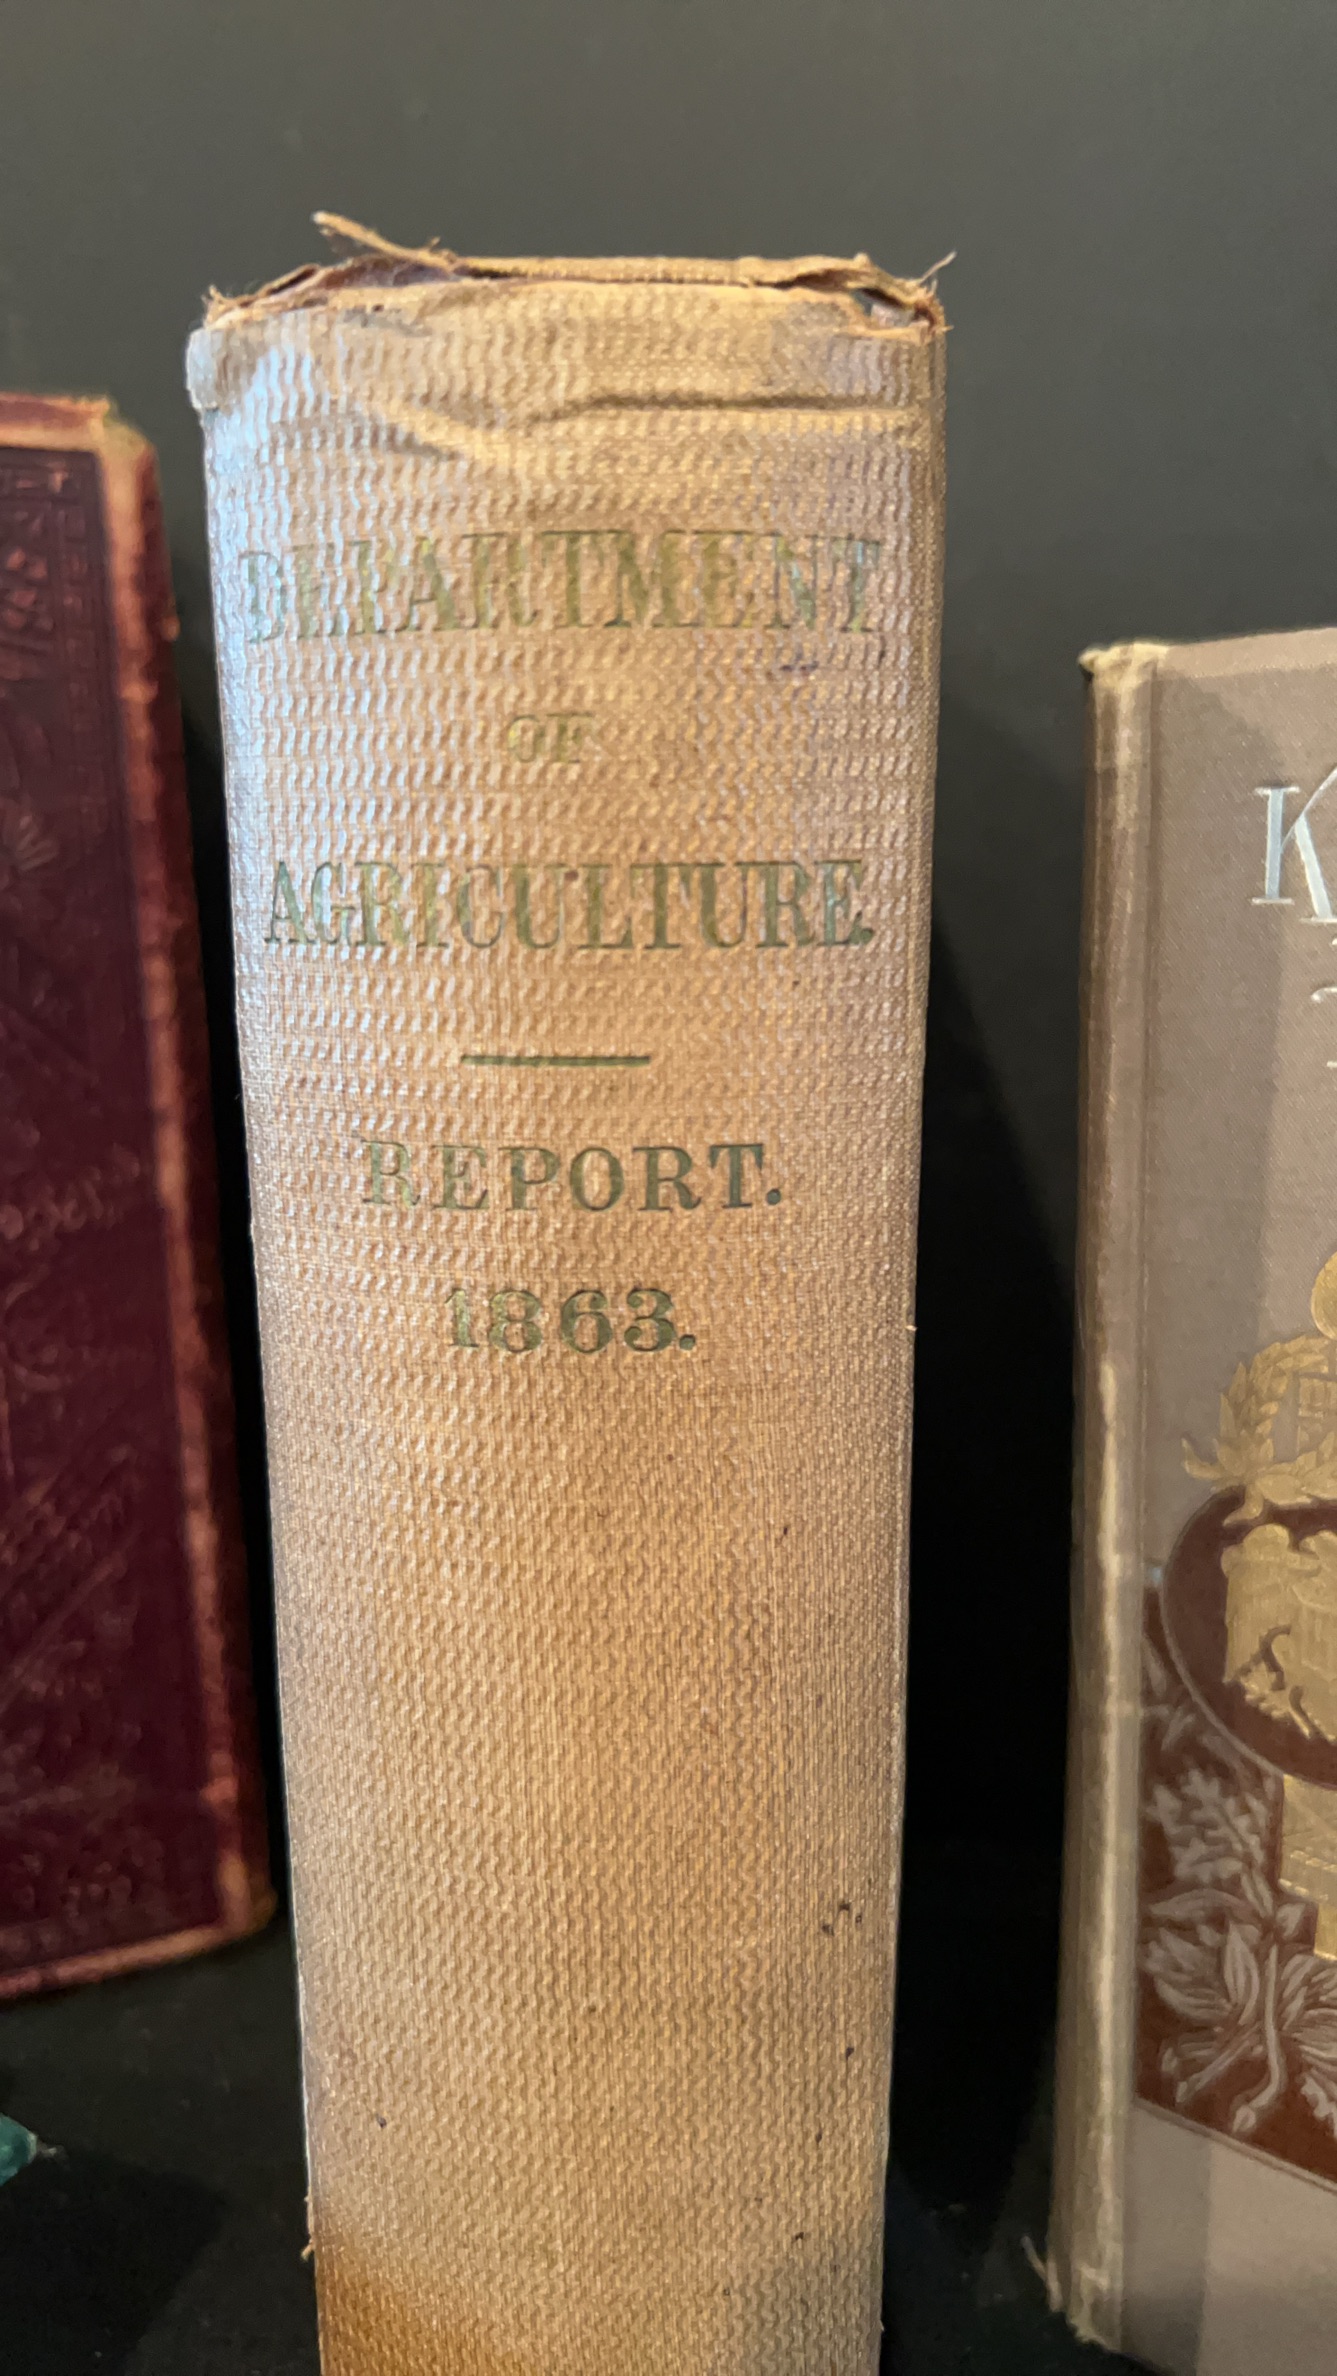 DEPARTMENT
OF
AGRICULTURE.
REPORT.
1863.
K